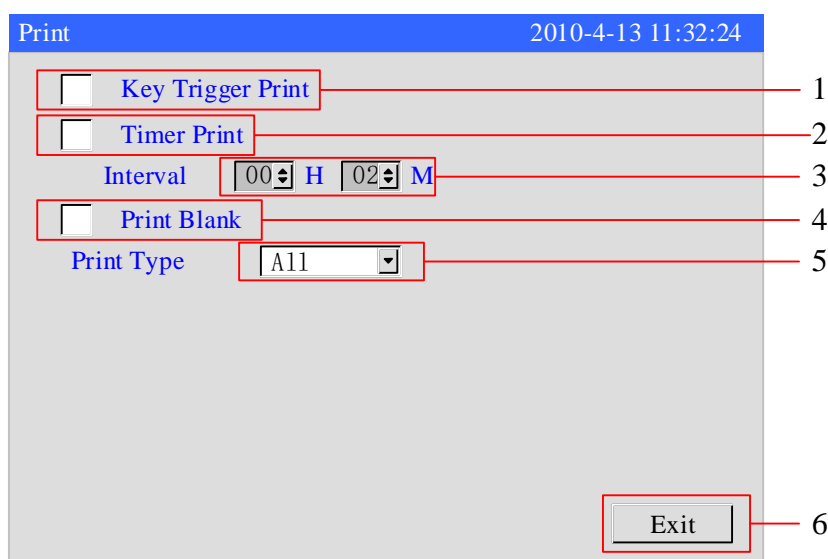 Print 2010-4-13 11:32:24
Key Trigger Print 1
Timer Print 2
Interval 00 H 02 M 3
Print Blank 4
Print Type All 5
Exit 6